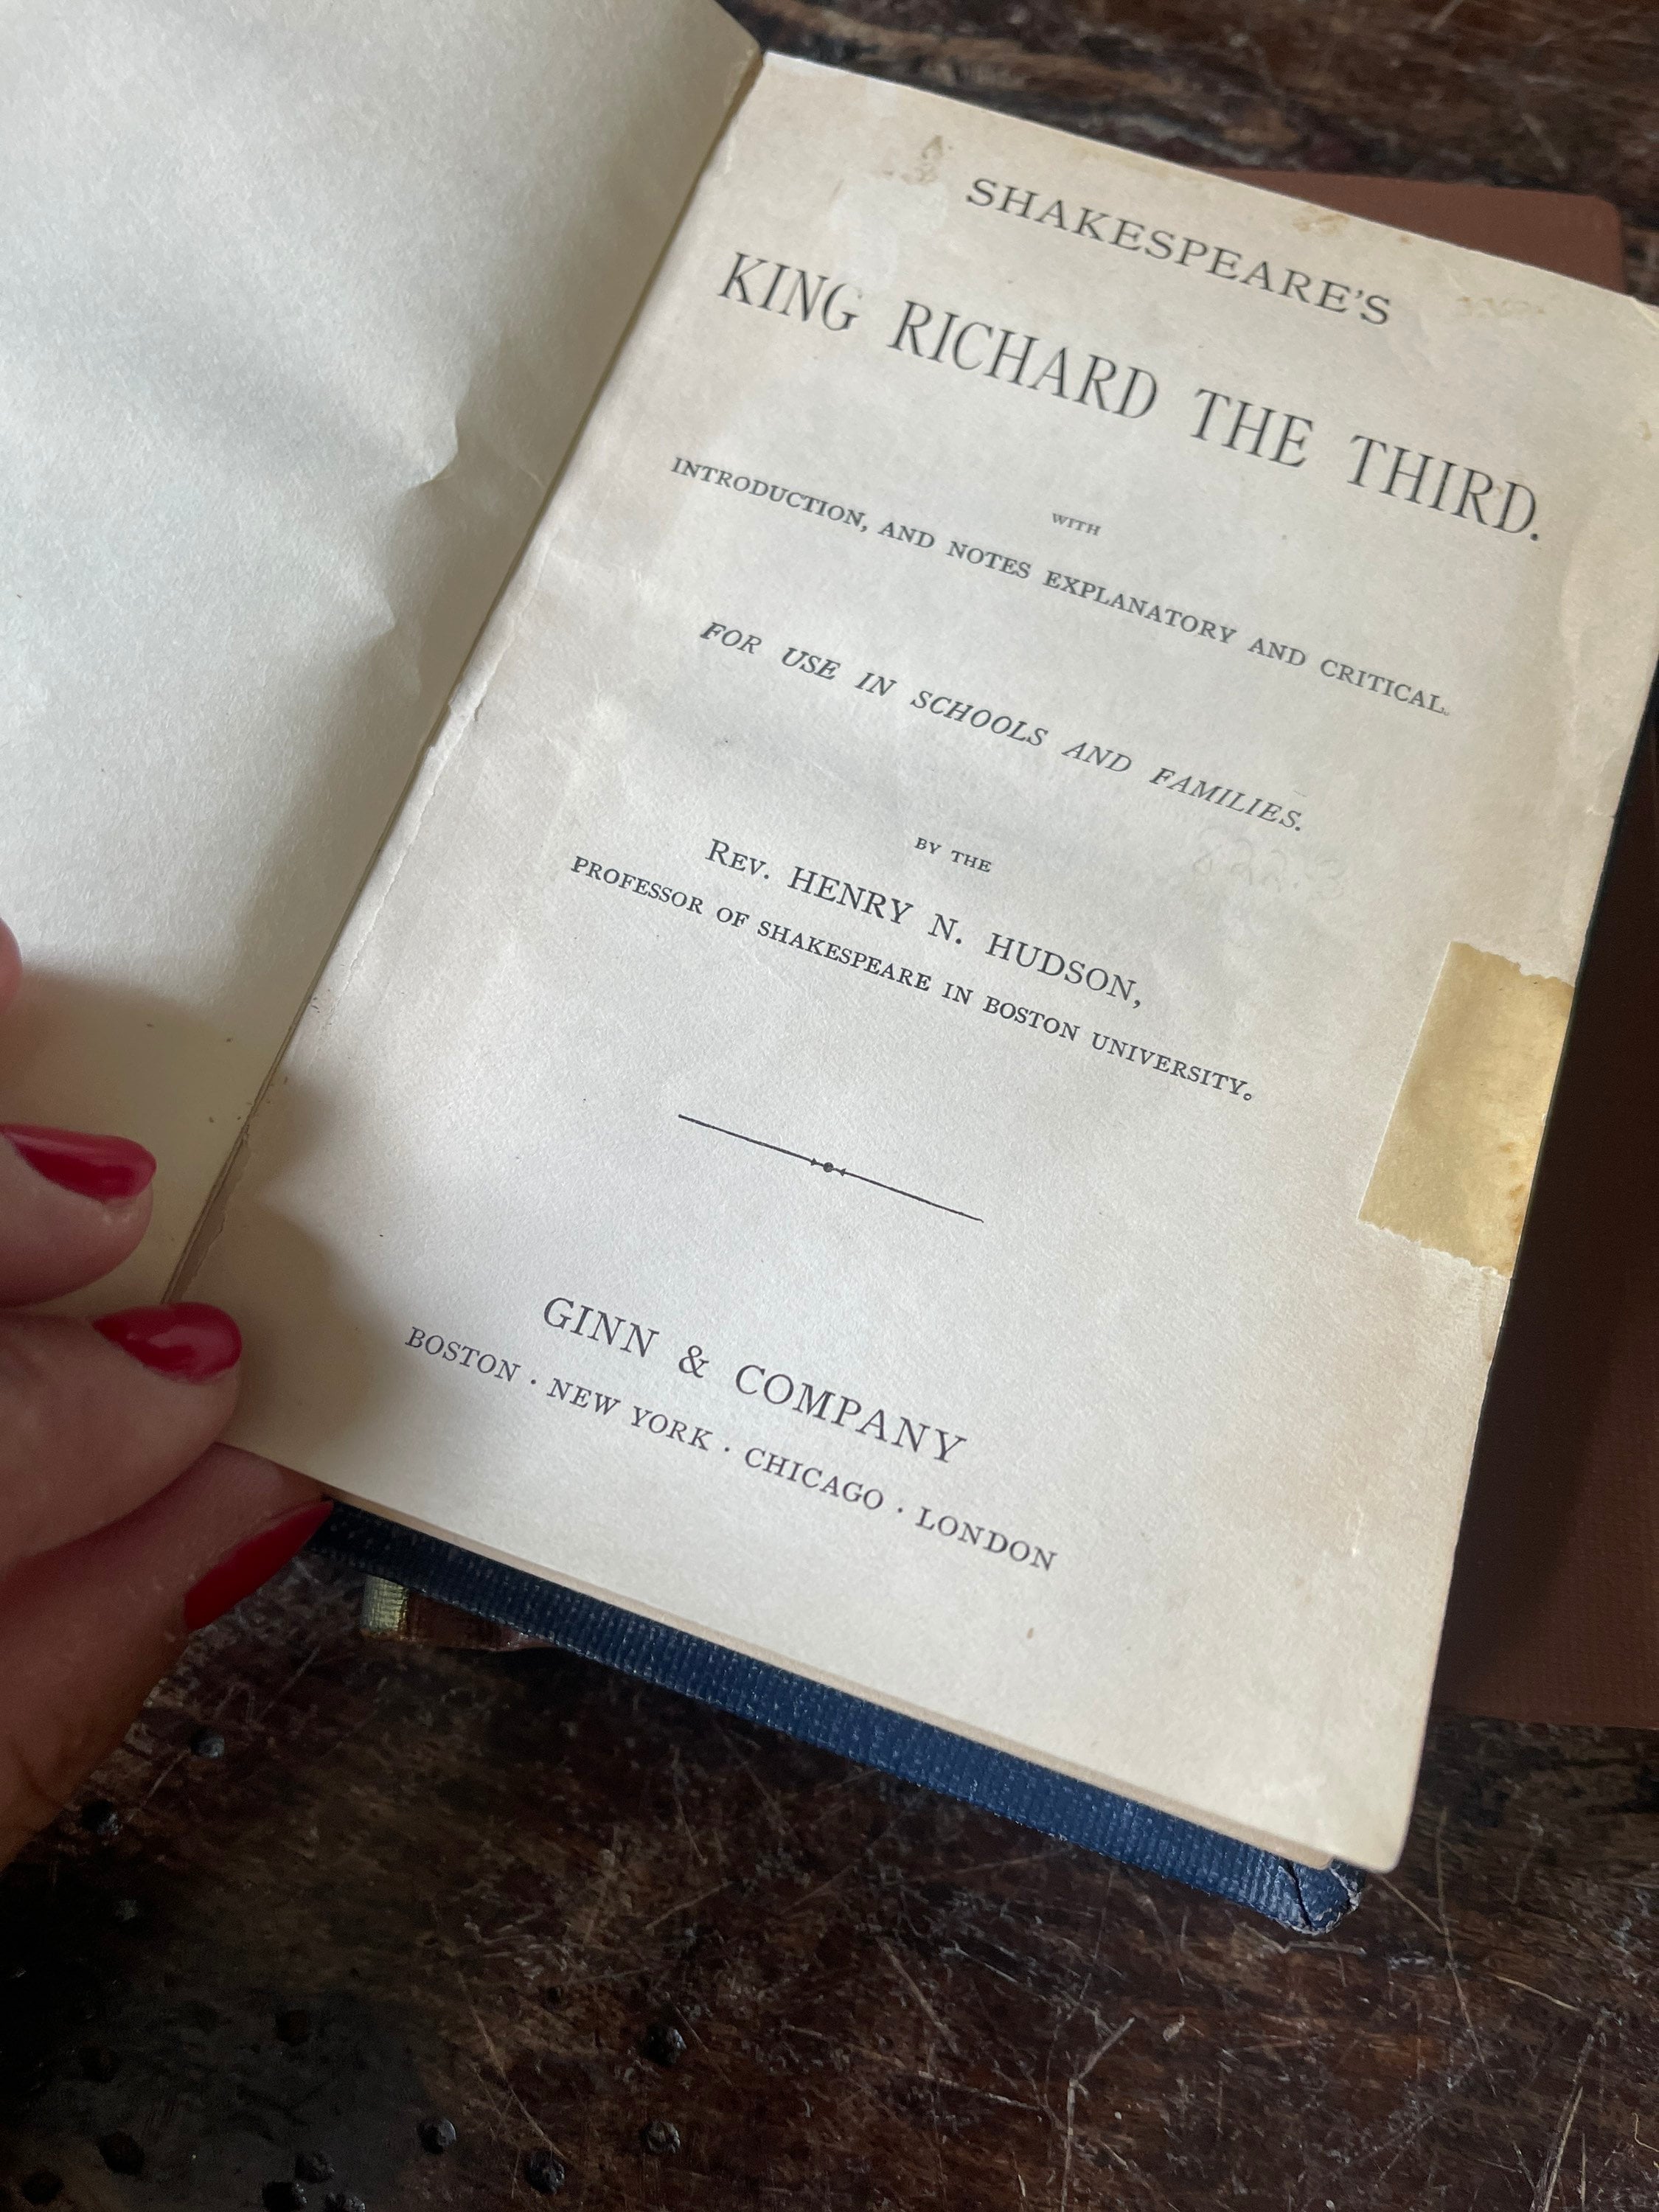 SHAKESPEARE'S
KING RICHARD THE THIRD.
WITH
INTRODUCTION, AND NOTES EXPLANATORY AND CRITICAL.
FOR USE IN SCHOOLS AND FAMILIES.
BY THE
REV. HENRY N. HUDSON,
PROFESSOR OF SHAKESPEARE IN BOSTON UNIVERSITY.
GINN & COMPANY
BOSTON · NEW YORK · CHICAGO · LONDON